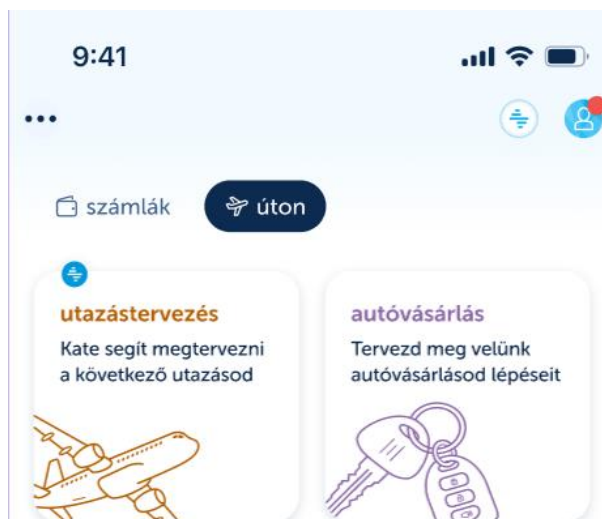 9:41
számlák
úton
utazástervezés
Kate segít megtervezni
a következő utazásod
autóvásárlás
Tervezd meg velünk
autóvásárlásod lépéseit